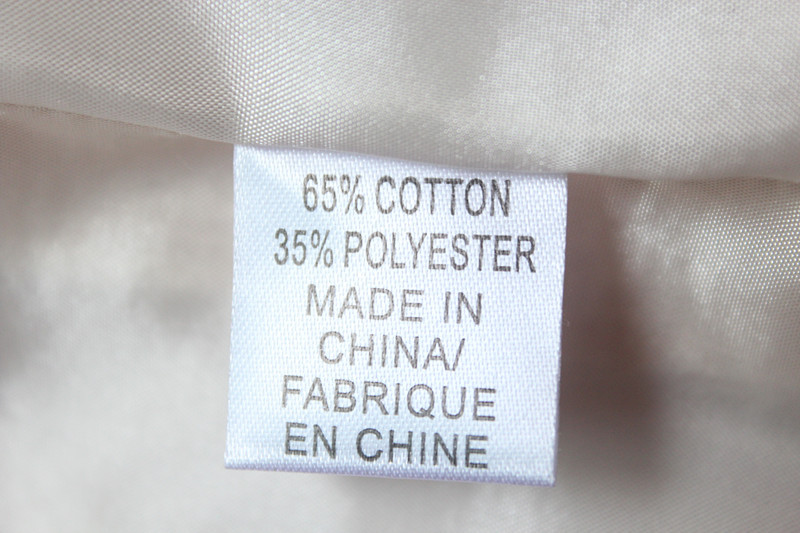 65% COTTON
35% POLYESTER
MADE IN
CHINA/
FABRIQUE
EN CHINE